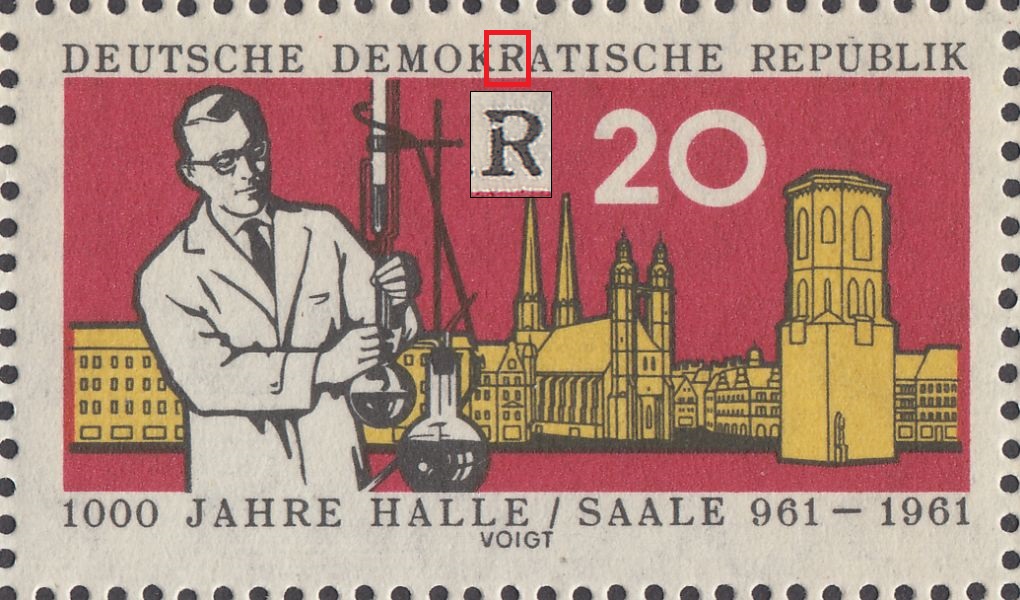 DEUTSCHE DEMOKRATISCHE REPUBLIK
R
20
1000 JAHRE HALLE / SAALE 961 – 1961
VOIGT